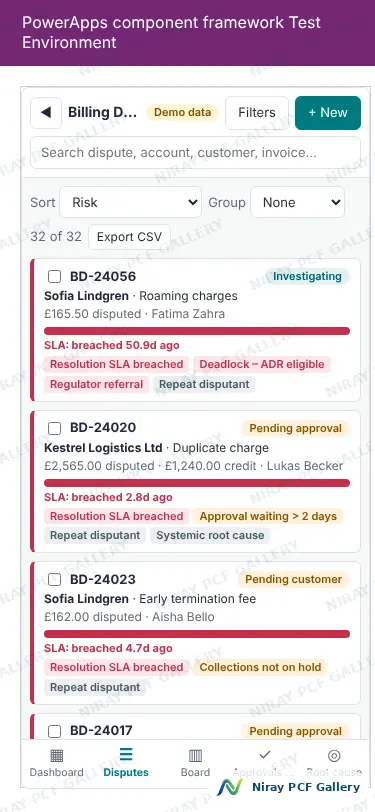 PowerApps component framework Test
Environment
Billing D... Demo data Filters + New
Search dispute, account, customer, invoice...
Sort Risk Group None
32 of 32 Export CSV
BD-24056 Investigating
Sofia Lindgren · Roaming charges
£165.50 disputed · Fatima Zahra
SLA: breached 50.9d ago
Resolution SLA breached Deadlock – ADR eligible
Regulator referral Repeat disputant
BD-24020 Pending approval
Kestrel Logistics Ltd · Duplicate charge
£2,565.00 disputed · £1,240.00 credit · Lukas Becker
SLA: breached 2.8d ago
Resolution SLA breached Approval waiting > 2 days
Repeat disputant Systemic root cause
BD-24023 Pending customer
Sofia Lindgren · Early termination fee
£162.00 disputed · Aisha Bello
SLA: breached 4.7d ago
Resolution SLA breached Collections not on hold
Repeat disputant
BD-24017 Pending approval
Dashboard Disputes Board Approvals ... Root cause
Niray PCF Gallery
NIRAY PCF GALLERY